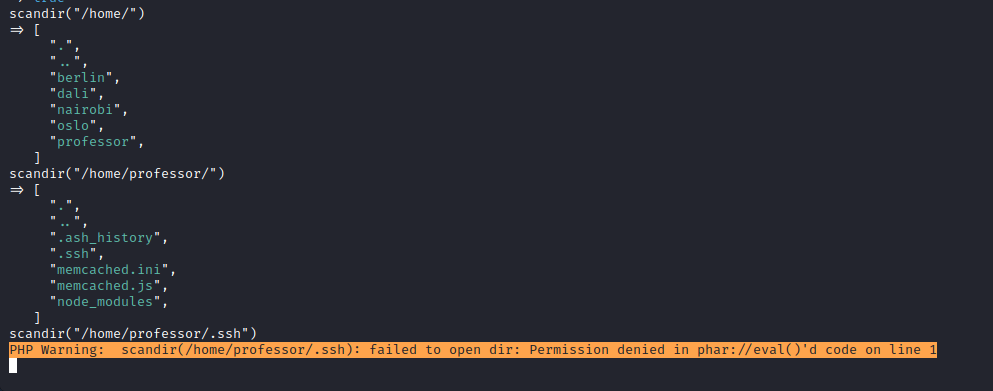 scandir("/home/")
=> [
".",
"..",
"berlin",
"dali",
"nairobi",
"oslo",
"professor",
]
scandir("/home/professor/")
=> [
".",
"..",
".ash_history",
".ssh",
"memcached.ini",
"memcached.js",
"node_modules",
]
scandir("/home/professor/.ssh")
PHP Warning:  scandir(/home/professor/.ssh): failed to open dir: Permission denied in phar://eval()'d code on line 1